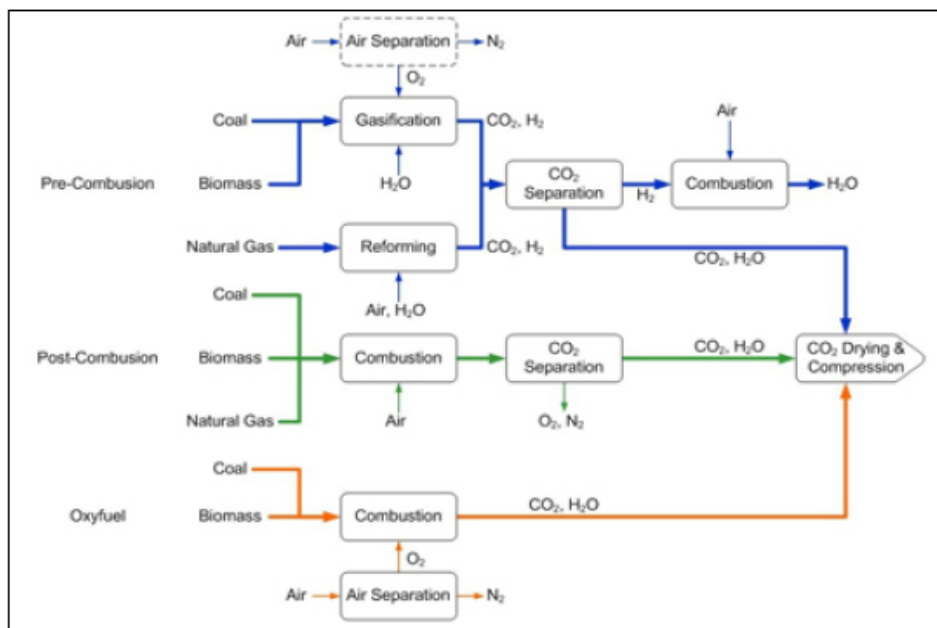 Air
Air Separation
N₂
O₂
Coal
Gasification
CO₂, H₂
Air
Pre-Combusion
Biomass
H₂O
CO₂
Separation
H₂
Combustion
H₂O
Natural Gas
Reforming
CO₂, H₂
CO₂, H₂O
Air, H₂O
Coal
Post-Combusion
Biomass
Combustion
CO₂
Separation
CO₂, H₂O
CO₂ Drying &
Compression
Natural Gas
Air
O₂, N₂
Coal
Oxyfuel
Biomass
Combustion
CO₂, H₂O
O₂
Air
Air Separation
N₂